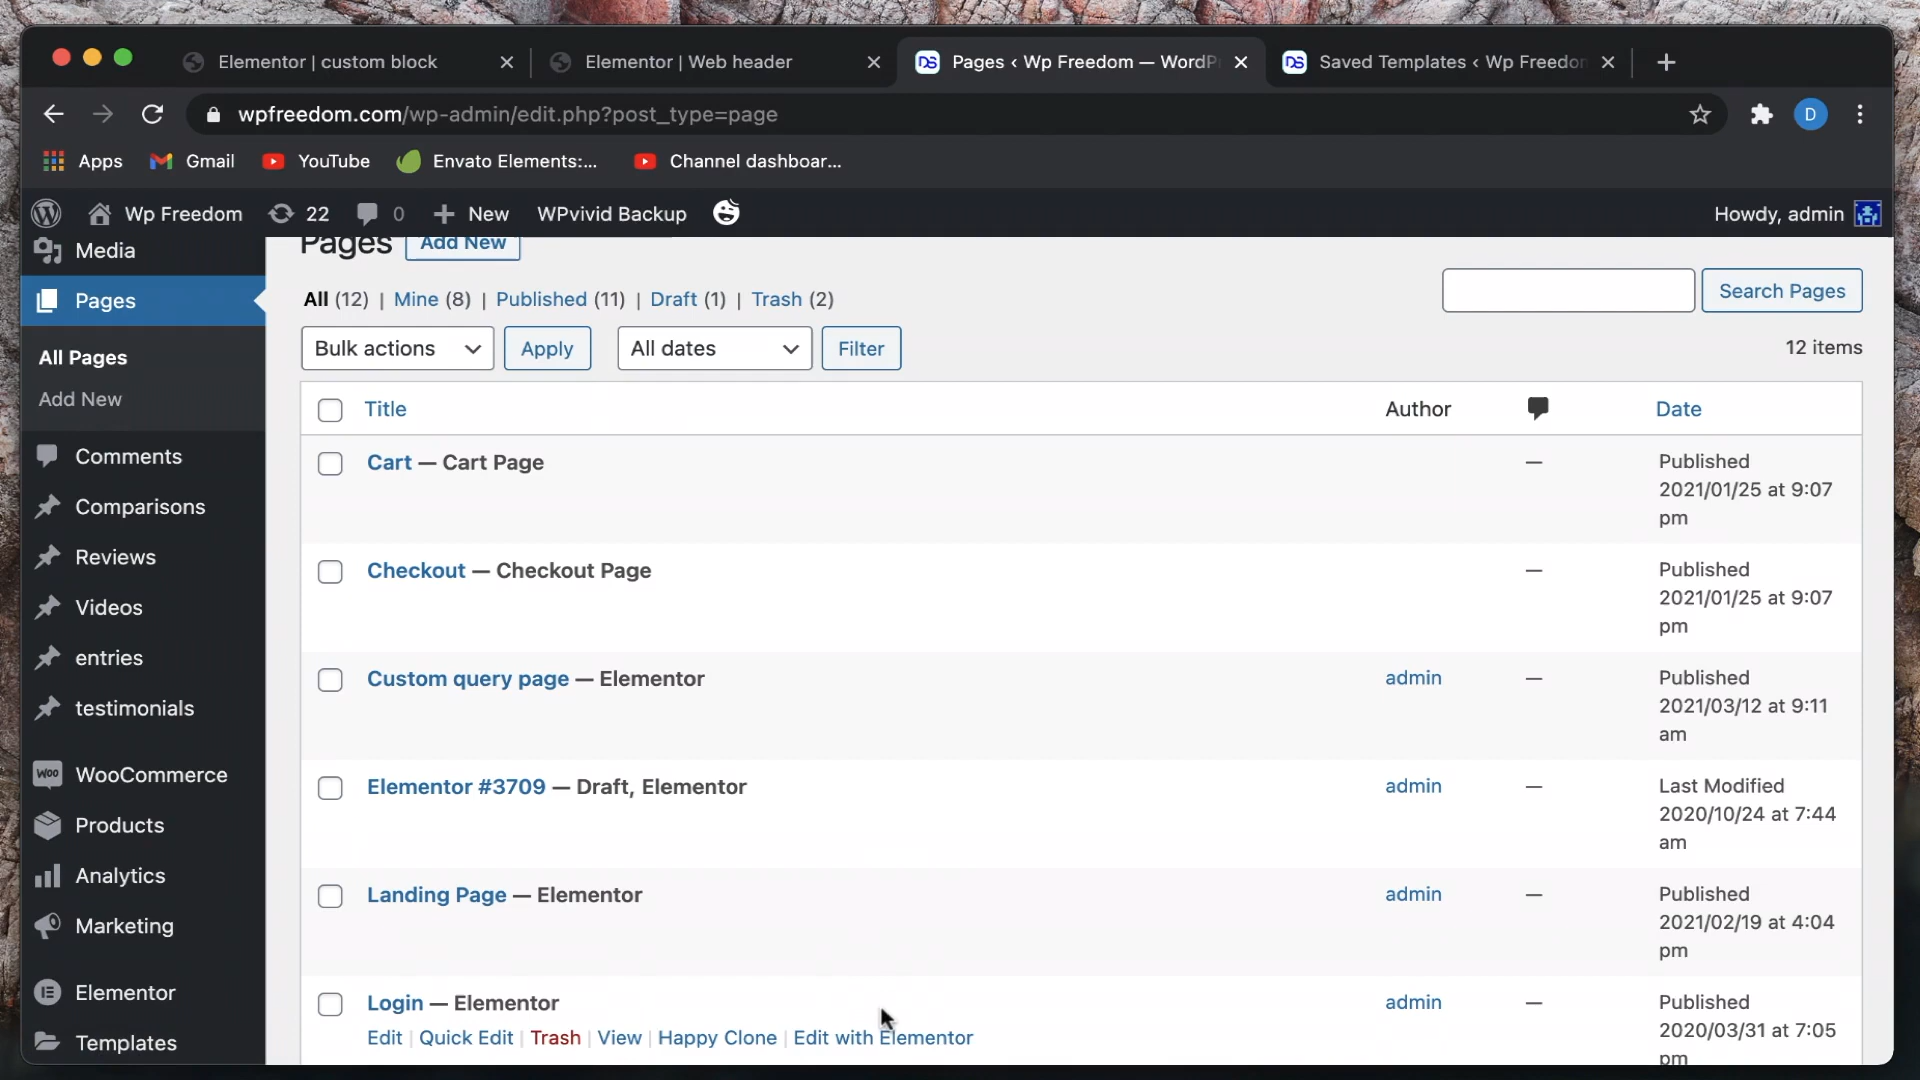 Elementor | custom block
Elementor | Web header
Pages ‹ Wp Freedom — WordP
Saved Templates ‹ Wp Freedo
wpfreedom.com/wp-admin/edit.php?post_type=page
D
Apps
Gmail
YouTube
Envato Elements:...
Channel dashboar...
Wp Freedom
22
0
New
WPvivid Backup
Howdy, admin
Media
Pages
All Pages
Add New
Comments
Comparisons
Reviews
Videos
entries
testimonials
WooCommerce
Products
Analytics
Marketing
Elementor
Templates
Pages
Add New
All (12) | Mine (8) | Published (11) | Draft (1) | Trash (2)
Search Pages
Bulk actions
Apply
All dates
Filter
12 items
Title
Author
Date
Cart — Cart Page
—
Published
2021/01/25 at 9:07
pm
Checkout — Checkout Page
—
Published
2021/01/25 at 9:07
pm
Custom query page — Elementor
admin
—
Published
2021/03/12 at 9:11
am
Elementor #3709 — Draft, Elementor
admin
—
Last Modified
2020/10/24 at 7:44
am
Landing Page — Elementor
admin
—
Published
2021/02/19 at 4:04
pm
Login — Elementor
admin
—
Published
2020/03/31 at 7:05
pm
Edit | Quick Edit | Trash | View | Happy Clone | Edit with Elementor